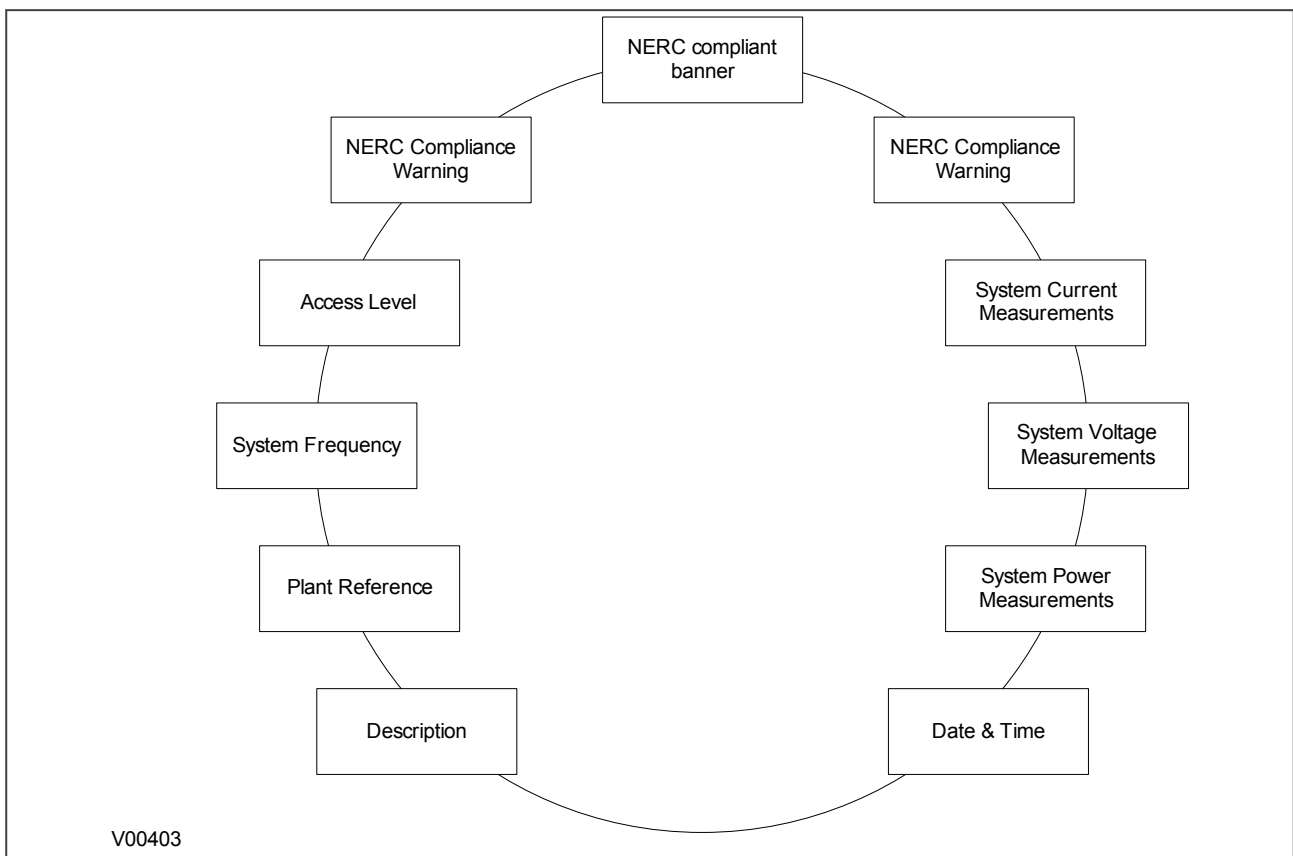 NERC compliant
banner
NERC Compliance
Warning
NERC Compliance
Warning
Access Level
System Current
Measurements
System Frequency
System Voltage
Measurements
Plant Reference
System Power
Measurements
Description
Date & Time
V00403